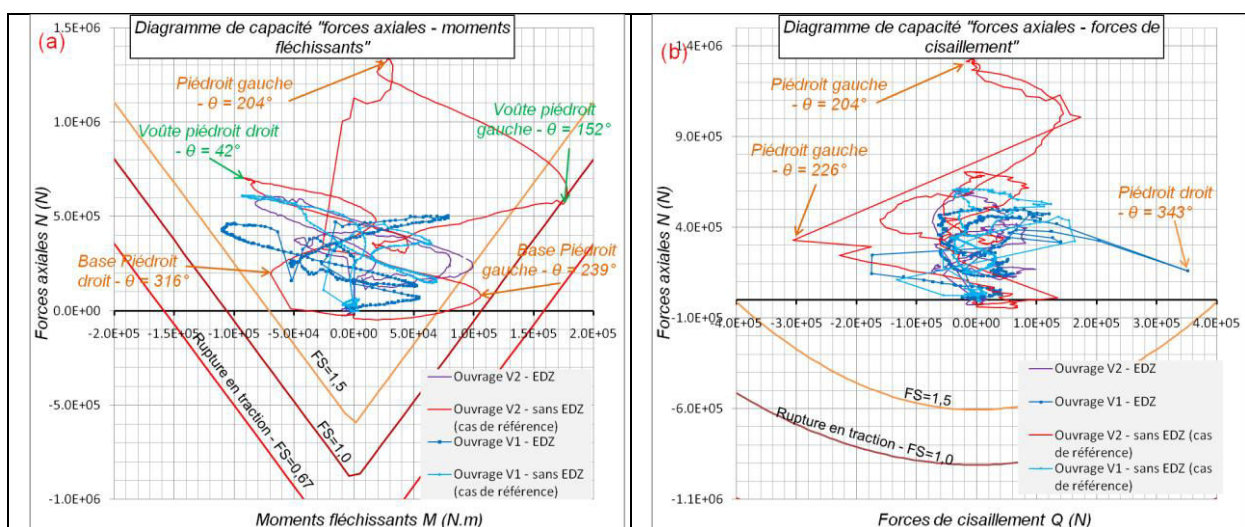 (a)
Diagramme de capacité "forces axiales - moments
fléchissants"
1.5E+06
1.0E+06
5.0E+05
0.0E+00
-5.0E+05
-1.0E+06
Forces axiales N (N)
Piédroit gauche
- θ = 204°
Voûte piédroit droit
- θ = 42°
Voûte piédroit
gauche - θ = 152°
Base Piédroit
droit - θ = 316°
Base Piédroit
gauche - θ = 239°
-2.0E+05
-1.5E+05
-1.0E+05
-5.0E+04
0.0E+00
5.0E+04
1.0E+05
1.5E+05
2.0E+05
FS=1,5
FS=1,0
Rupture en traction - FS=0,67
Ouvrage V2 - EDZ
Ouvrage V2 - sans EDZ
(cas de référence)
Ouvrage V1 - EDZ
Ouvrage V1 - sans EDZ
(cas de référence)
Moments fléchissants M (N.m)
(b)
Diagramme de capacité "forces axiales - forces de
cisaillement"
1.4E+06
9.0E+05
4.0E+05
-1.0E+05
-6.0E+05
-1.1E+06
Forces axiales N (N)
Piédroit gauche
- θ = 204°
Piédroit gauche
- θ = 226°
Piédroit droit
- θ = 343°
-4.0E+05
-3.0E+05
-2.0E+05
-1.0E+05
0.0E+00
1.0E+05
2.0E+05
3.0E+05
4.0E+05
FS=1,5
Rupture en traction - FS=1,0
Ouvrage V2 - EDZ
Ouvrage V1 - EDZ
Ouvrage V2 - sans EDZ (cas
de référence)
Ouvrage V1 - sans EDZ (cas
de référence)
Forces de cisaillement Q (N)